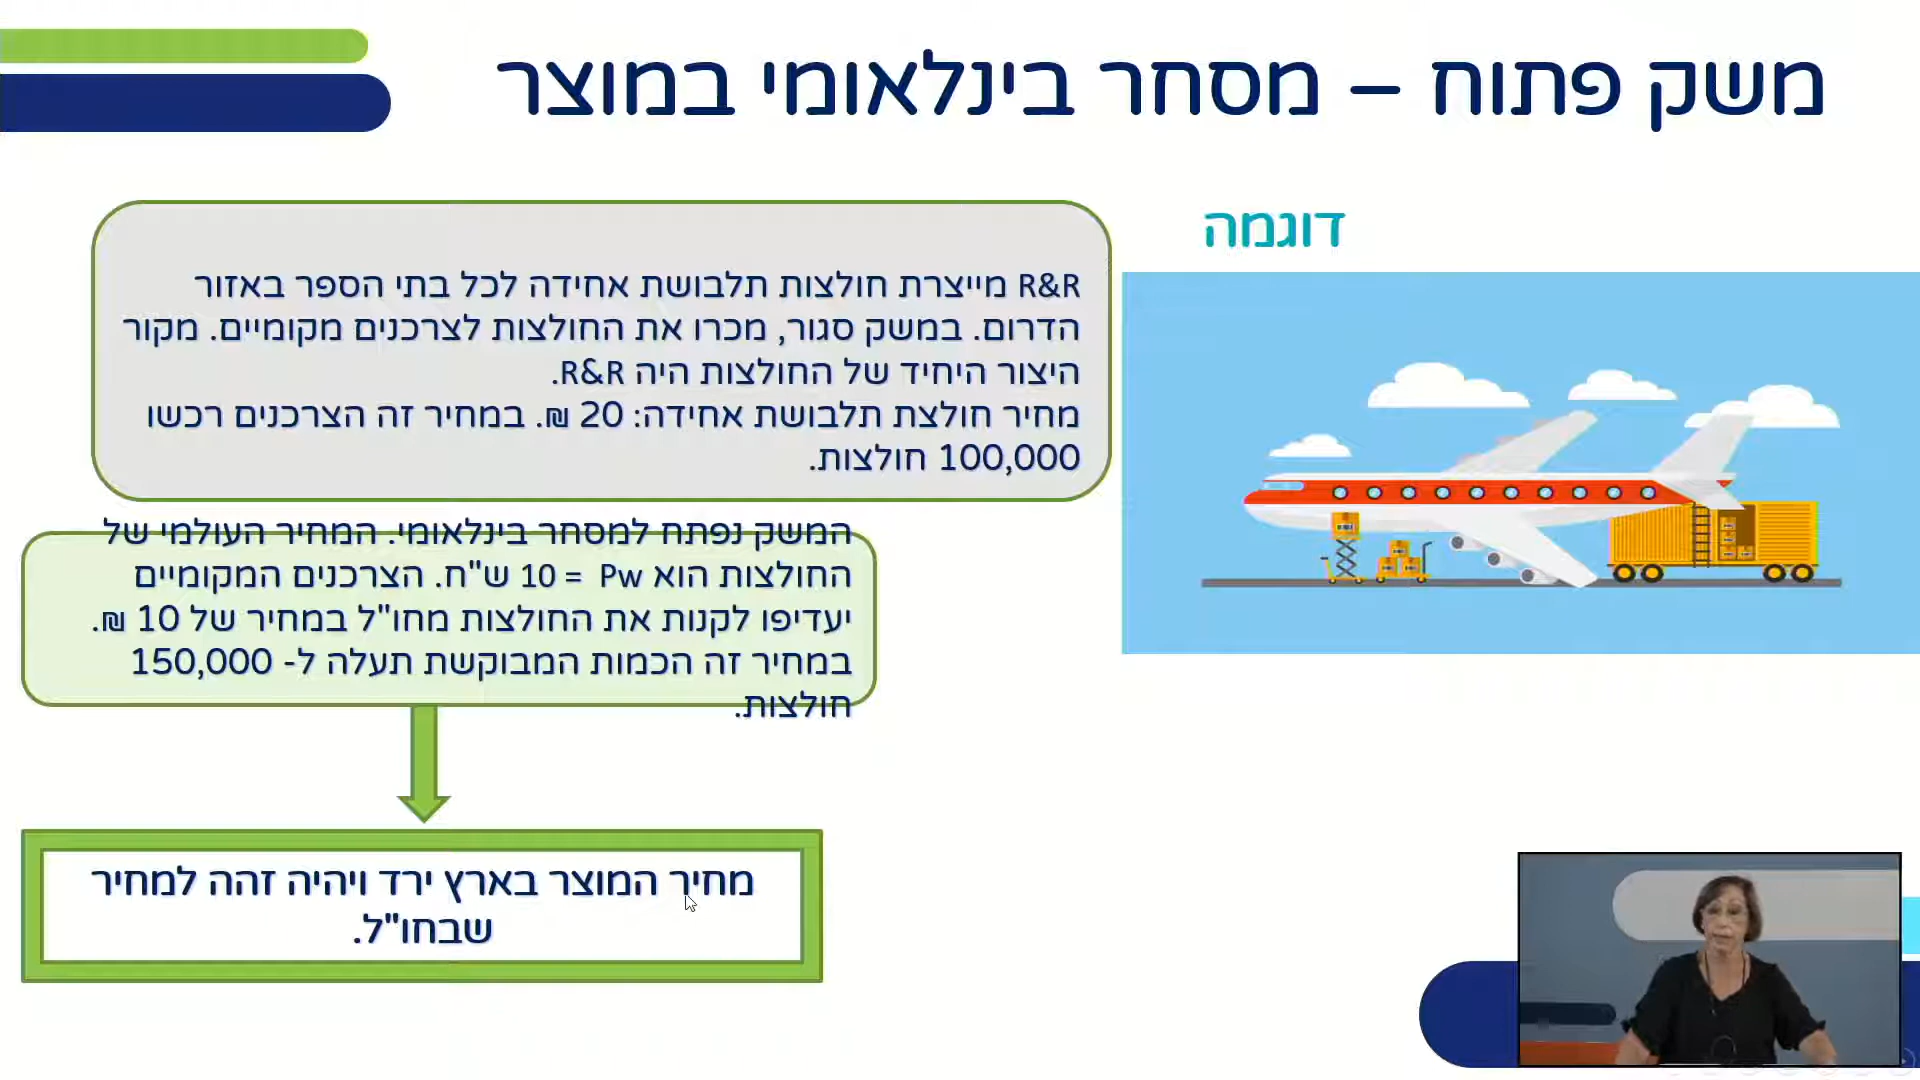 משק פתוח – מסחר בינלאומי במוצר
דוגמה
R&R מייצרת חולצות תלבושת אחידה לכל בתי הספר באזור
הדרום. במשק סגור, מכרו את החולצות לצרכנים מקומיים. מקור
היצור היחיד של החולצות היה R&R.
מחיר חולצת תלבושת אחידה: 20 ₪. במחיר זה הצרכנים רכשו
100,000 חולצות.
המשק נפתח למסחר בינלאומי. המחיר העולמי של
החולצות הוא Pw = 10 ש"ח. הצרכנים המקומיים
יעדיפו לקנות את החולצות מחו"ל במחיר של 10 ₪.
במחיר זה הכמות המבוקשת תעלה ל- 150,000
חולצות.
מחיר המוצר בארץ ירד ויהיה זהה למחיר
שבחו"ל.